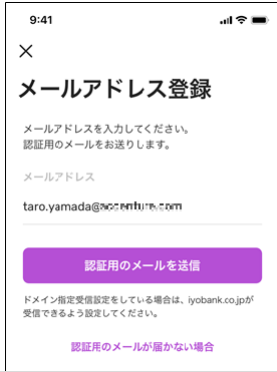 9:41
メールアドレス登録
メールアドレスを入力してください。
認証用のメールをお送りします。
メールアドレス
taro.yamada@
認証用のメールを送信
ドメイン指定受信設定をしている場合は、iyobank.co.jpが
受信できるよう設定してください。
認証用のメールが届かない場合